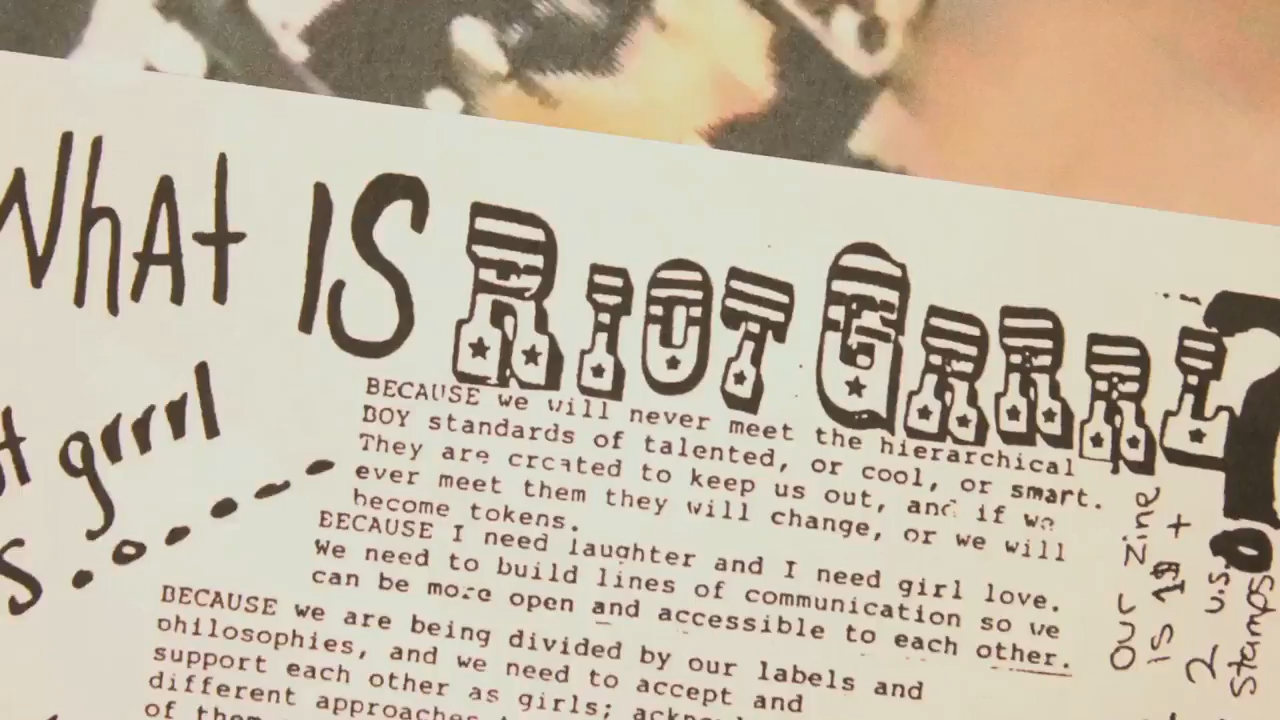 WhAt IS RIOT GRRRL?
grrrl
BECAUSE we will never meet the hierarchical
BOY standards of talented, or cool, or smart.
They are created to keep us out, and if we
ever meet them they will change, or we will
become tokens.
BECAUSE I need laughter and I need girl love.
We need to build lines of communication so we
can be more open and accessible to each other.
BECAUSE we are being divided by our labels and
philosophies, and we need to accept and
support each other as girls;
different approaches
of
our zine
is 1$ +
2 u.s.
Stamps